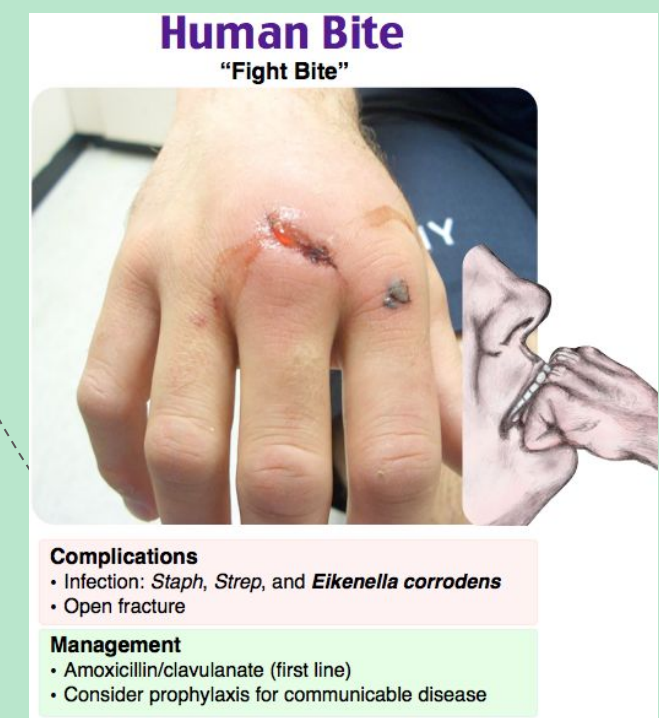 Human Bite
“Fight Bite”
NY
Complications
• Infection: Staph, Strep, and Eikenella corrodens
• Open fracture
Management
• Amoxicillin/clavulanate (first line)
• Consider prophylaxis for communicable disease